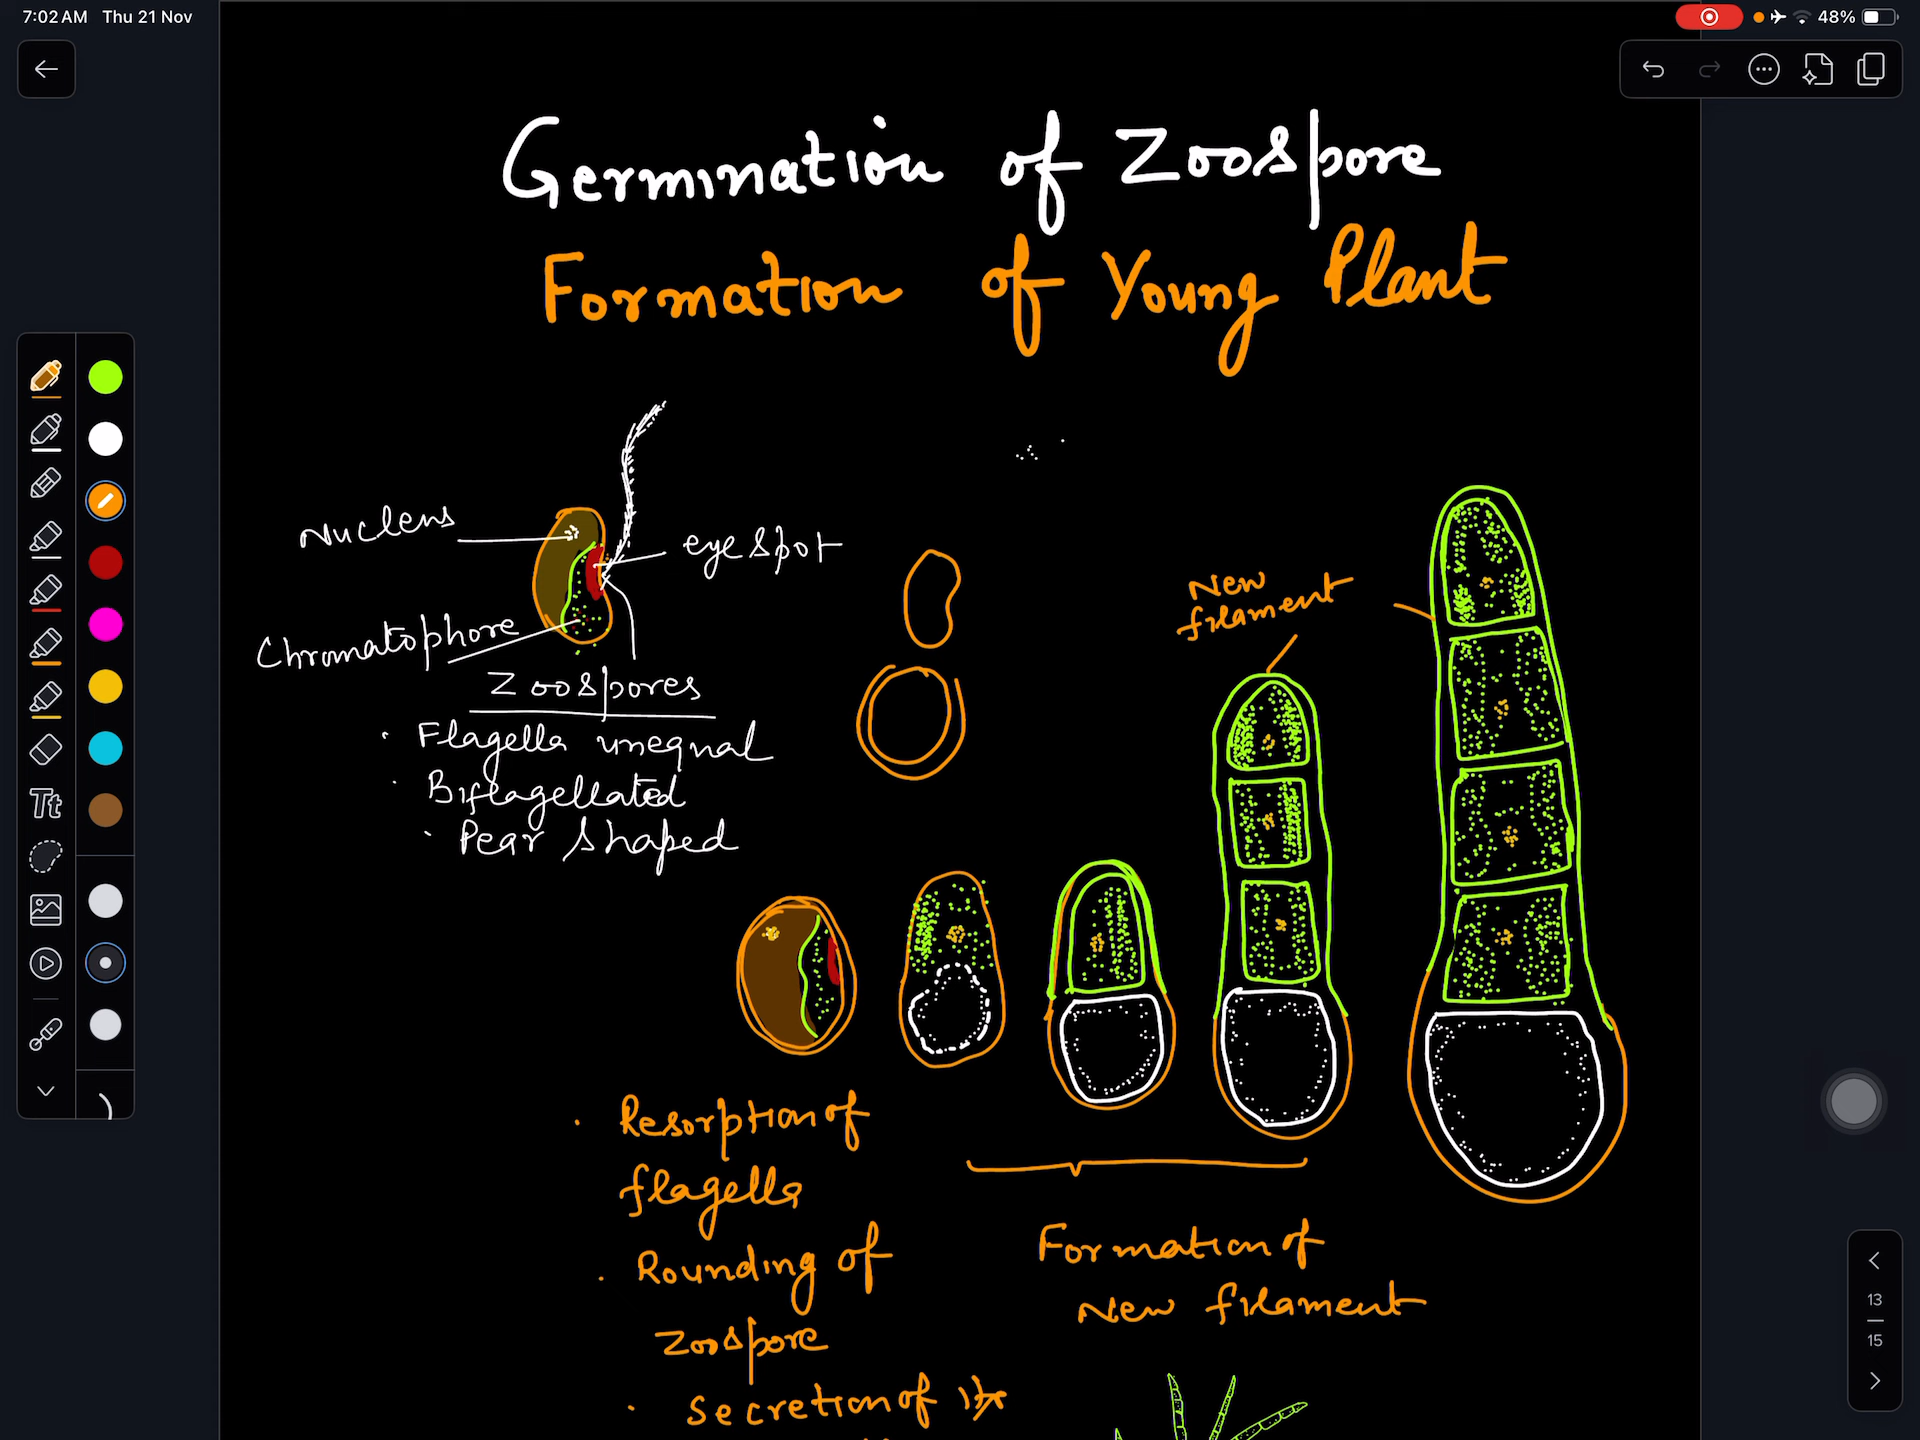 7:02 AM Thu 21 Nov
48%
Germination of Zoospore
Formation of Young Plant
Nucleus
eye spot
Chromatophore
Zoospores
· Flagella unequal
· Biflagellated
· Pear shaped
New
filament
· Resorption of
flagella
· Rounding of
Zoospore
· Secretion of
Formation of
New filament
Tt
13
15